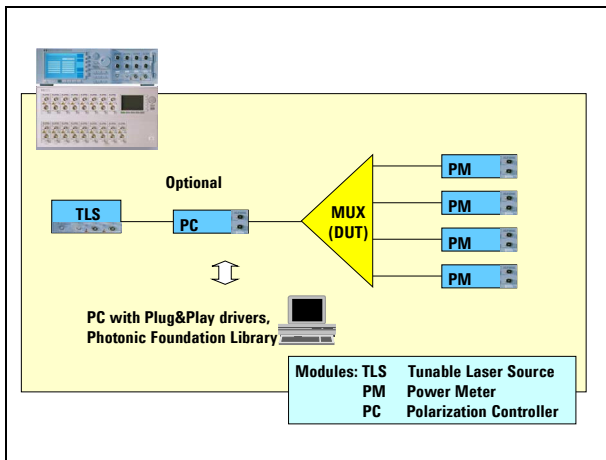 Optional
TLS
PC
MUX
(DUT)
PM
PM
PM
PM
PC with Plug&Play drivers,
Photonic Foundation Library
Modules: TLS Tunable Laser Source
PM Power Meter
PC Polarization Controller